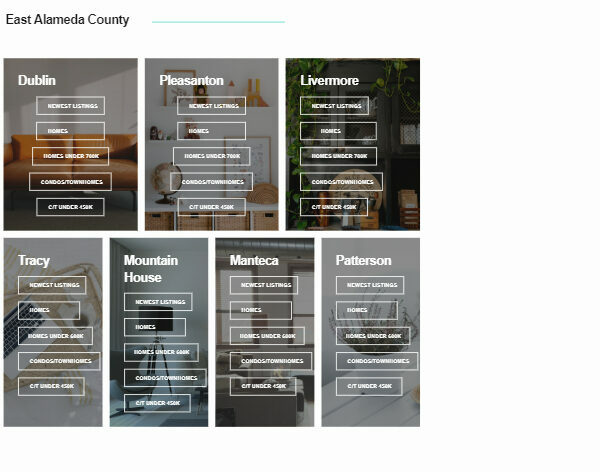 East Alameda County
Dublin
NEWEST LISTINGS
HOMES
HOMES UNDER 700K
CONDOS/TOWNHOMES
C/T UNDER 450K
Pleasanton
NEWEST LISTINGS
HOMES
HOMES UNDER 700K
CONDOS/TOWNHOMES
C/T UNDER 450K
Livermore
NEWEST LISTINGS
HOMES
HOMES UNDER 700K
CONDOS/TOWNHOMES
C/T UNDER 450K
Tracy
NEWEST LISTINGS
HOMES
HOMES UNDER 600K
CONDOS/TOWNHOMES
C/T UNDER 450K
Mountain
House
NEWEST LISTINGS
HOMES
HOMES UNDER 600K
CONDOS/TOWNHOMES
C/T UNDER 450K
Manteca
NEWEST LISTINGS
HOMES
HOMES UNDER 600K
CONDOS/TOWNHOMES
C/T UNDER 450K
Patterson
NEWEST LISTINGS
HOMES
HOMES UNDER 600K
CONDOS/TOWNHOMES
C/T UNDER 450K